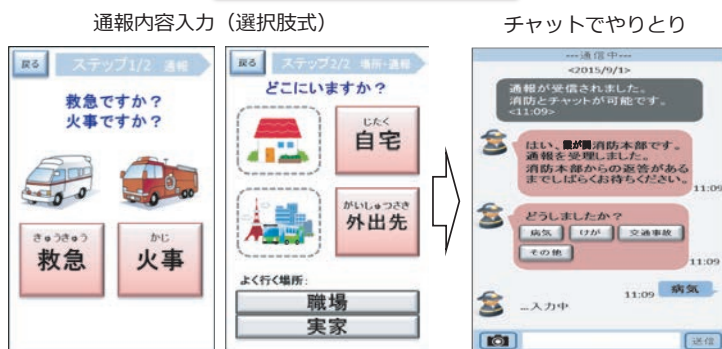 通報内容入力（選択肢式）
チャットでやりとり
戻る
ステップ1/2 通報
救急ですか？
火事ですか？
きゅうきゅう
救急
かじ
火事
戻る
ステップ2/2 場所・通報
どこにいますか？
じたく
自宅
がいしゅつさき
外出先
よく行く場所:
職場
実家
---通信中---
<2015/9/1>
通報が受信されました。
消防とチャットが可能です。
<11:09>
はい、消防本部です。
通報を受理しました。
消防本部からの返答がある
までしばらくお待ちください。
11:09
どうしましたか？
病気
けが
交通事故
その他
11:09
11:09
病気
…入力中
送信